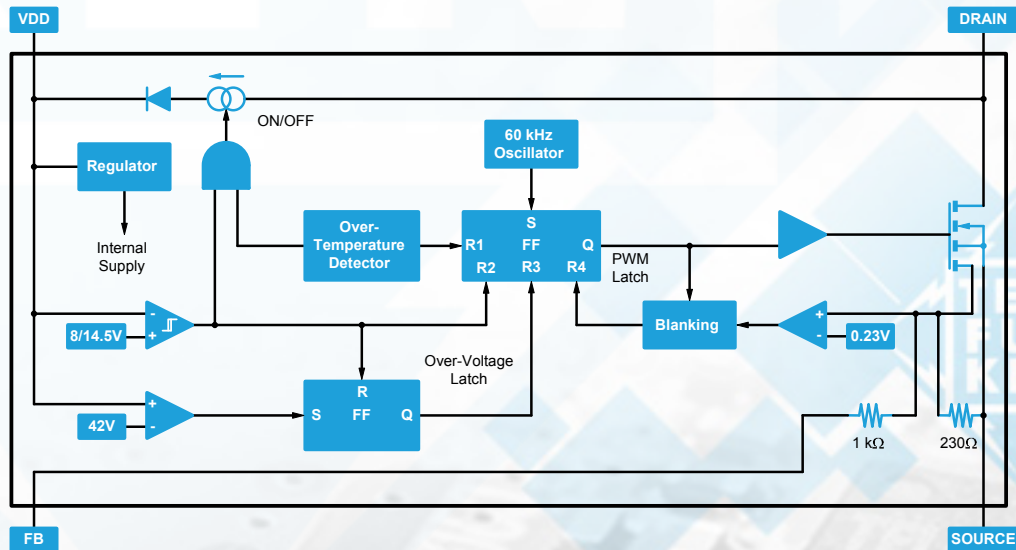 VDD
DRAIN
ON/OFF
60 kHz
Oscillator
Regulator
Internal
Supply
Over-
Temperature
Detector
S
R1
FF
Q
R2
R3
R4
PWM
Latch
Blanking
+
-
0.23V
-
+
8/14.5V
Over-Voltage
Latch
R
S
FF
Q
+
-
42V
1 kΩ
230Ω
FB
SOURCE